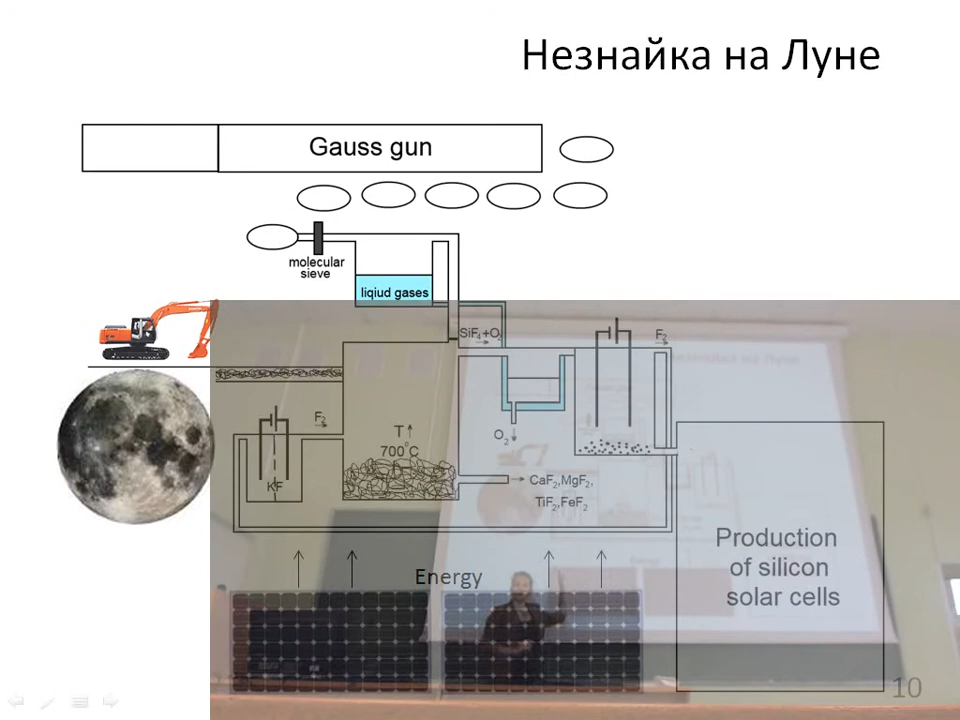 Незнайка на Луне
Gauss gun
molecular
sieve
liqiud gases
SiF₄+O₂
F₂
F₂
T
700°C
O₂
KF
CaF₂,MgF₂,
TiF₂,FeF₂
Production
of silicon
solar cells
Energy
10